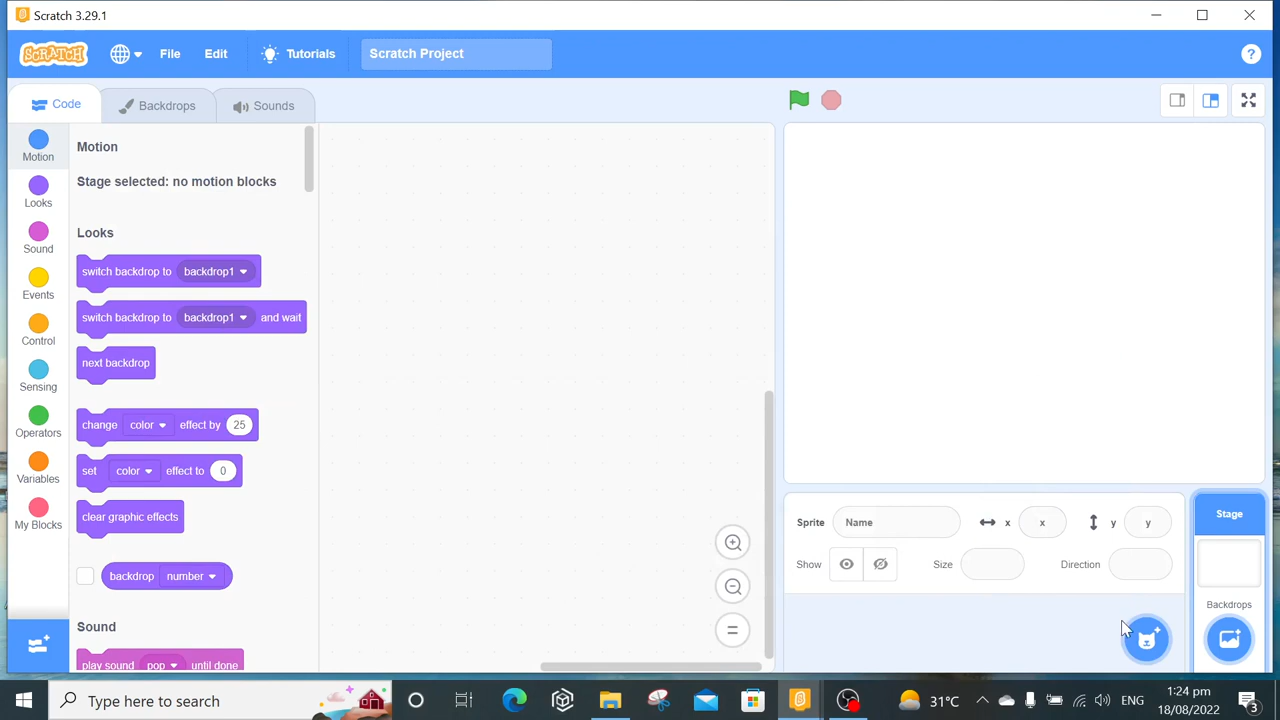 Scratch 3.29.1
SCRATCH
File
Edit
Tutorials
Scratch Project
?
Code
Backdrops
Sounds
Motion
Looks
Sound
Events
Control
Sensing
Operators
Variables
My Blocks
Motion
Stage selected: no motion blocks
Looks
switch backdrop to backdrop1
switch backdrop to backdrop1 and wait
next backdrop
change color effect by 25
set color effect to 0
clear graphic effects
backdrop number
Sound
play sound pop until done
Sprite Name x x y y
Show Size Direction
Stage
Backdrops
Type here to search
31°C
ENG
1:24 pm
18/08/2022
3